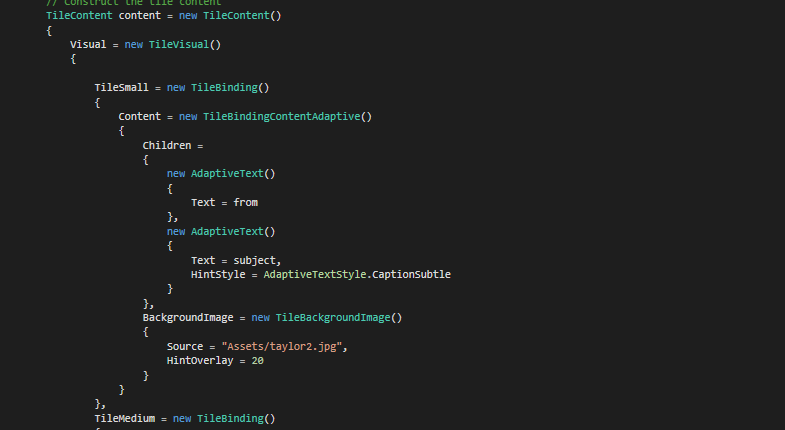 // Construct the tile content
TileContent content = new TileContent()
{
Visual = new TileVisual()
{
TileSmall = new TileBinding()
{
Content = new TileBindingContentAdaptive()
{
Children =
{
new AdaptiveText()
{
Text = from
},
new AdaptiveText()
{
Text = subject,
HintStyle = AdaptiveTextStyle.CaptionSubtle
}
},
BackgroundImage = new TileBackgroundImage()
{
Source = "Assets/taylor2.jpg",
HintOverlay = 20
}
}
},
TileMedium = new TileBinding()
{